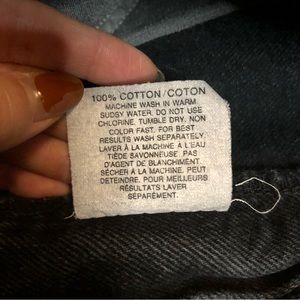 100% COTTON/COTON
MACHINE WASH IN WARM
SUDSY WATER. DO NOT USE
CHLORINE. TUMBLE DRY. NON
COLOR FAST. FOR BEST
RESULTS WASH SEPARATELY.
LAVER À LA MACHINE A L'EAU
TIÈDE SAVONNEUSE. PAS
D'AGENT DE BLANCHIMENT.
SÉCHER A LA MACHINE. PEUT
DETEINDRE. POUR MEILLEURS
RÉSULTATS LAVER
SÉPARÉMENT.